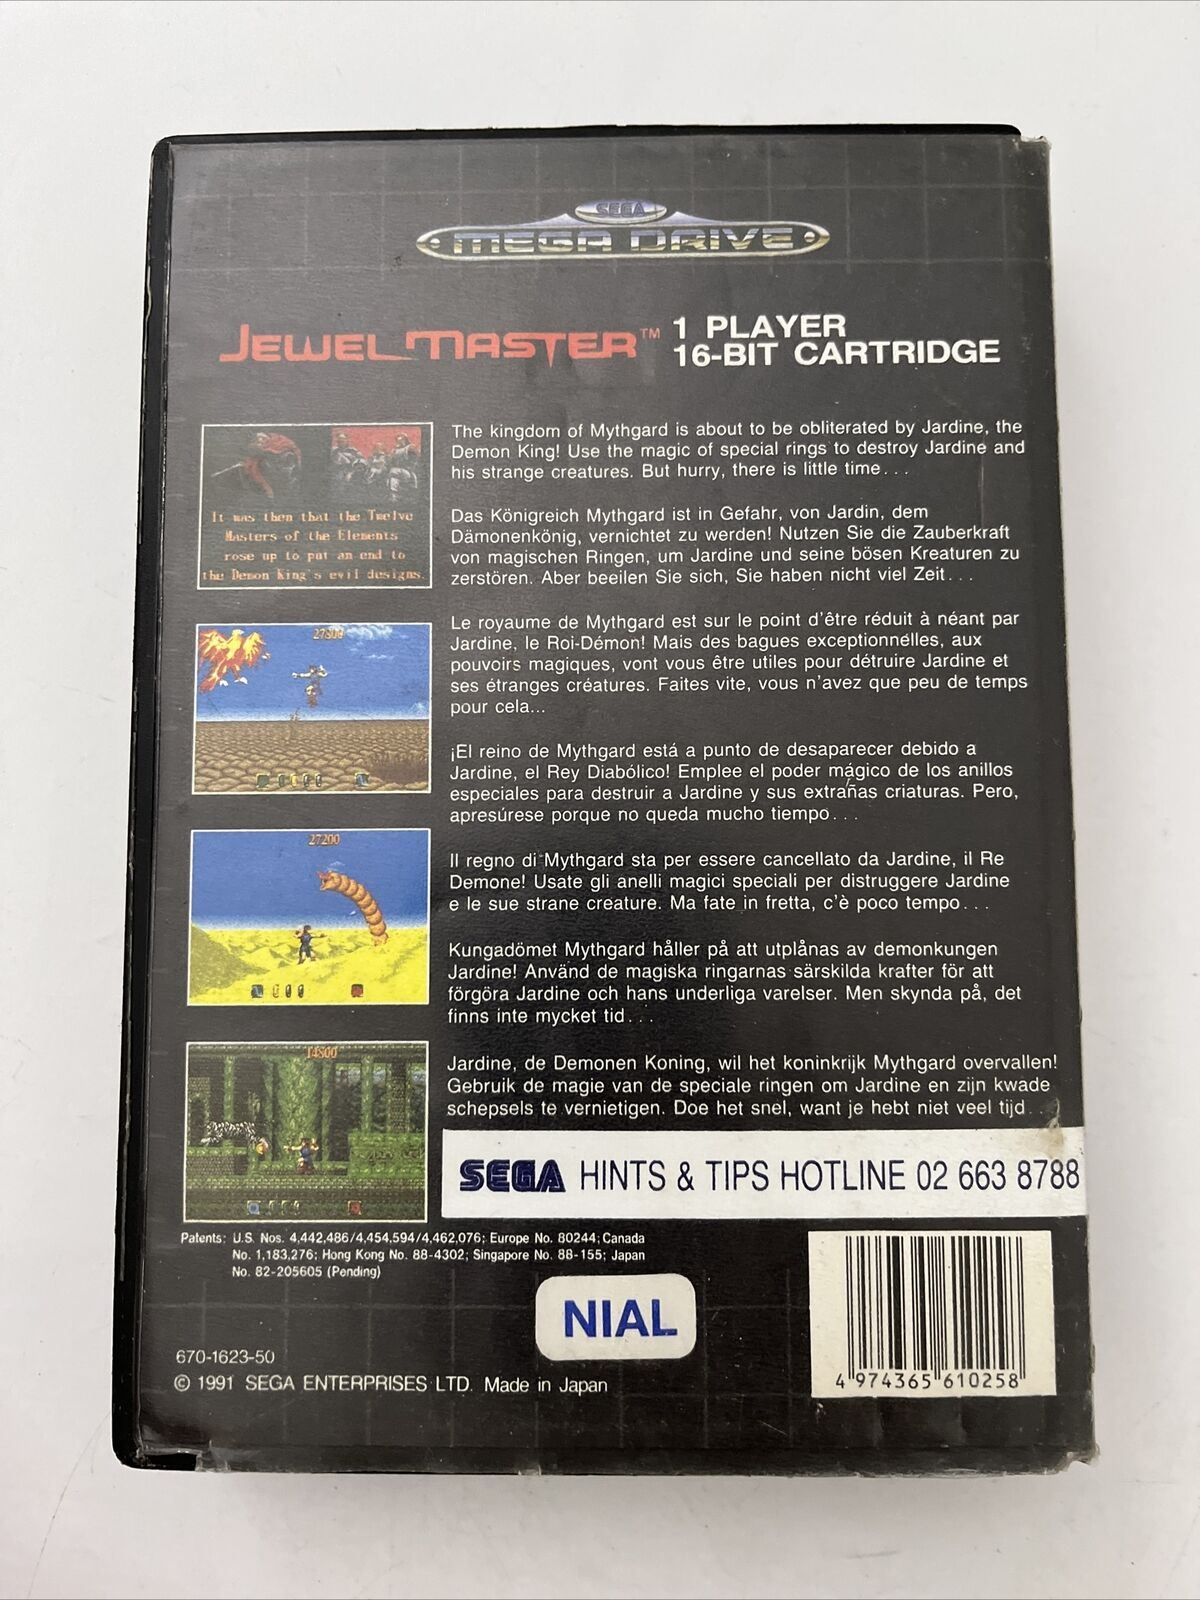 SEGA
MEGA DRIVE
JEWEL MASTER™
1 PLAYER
16-BIT CARTRIDGE
It was then that the Twelve
Masters of the Elements
rose up to put an end to
the Demon King's evil designs.
27800
27200
14800
The kingdom of Mythgard is about to be obliterated by Jardine, the
Demon King! Use the magic of special rings to destroy Jardine and
his strange creatures. But hurry, there is little time...
Das Königreich Mythgard ist in Gefahr, von Jardin, dem
Dämonenkönig, vernichtet zu werden! Nutzen Sie die Zauberkraft
von magischen Ringen, um Jardine und seine bösen Kreaturen zu
zerstören. Aber beeilen Sie sich, Sie haben nicht viel Zeit...
Le royaume de Mythgard est sur le point d'être réduit à néant par
Jardine, le Roi-Démon! Mais des bagues exceptionnelles, aux
pouvoirs magiques, vont vous être utiles pour détruire Jardine et
ses étranges créatures. Faites vite, vous n'avez que peu de temps
pour cela...
¡El reino de Mythgard está a punto de desaparecer debido a
Jardine, el Rey Diabólico! Emplee el poder mágico de los anillos
especiales para destruir a Jardine y sus extrañas criaturas. Pero,
apresúrese porque no queda mucho tiempo...
Il regno di Mythgard sta per essere cancellato da Jardine, il Re
Demone! Usate gli anelli magici speciali per distruggere Jardine
e le sue strane creature. Ma fate in fretta, c'è poco tempo...
Kungadömet Mythgard håller på att utplånas av demonkungen
Jardine! Använd de magiska ringarnas särskilda krafter för att
förgöra Jardine och hans underliga varelser. Men skynda på, det
finns inte mycket tid...
Jardine, de Demonen Koning, wil het koninkrijk Mythgard overvallen!
Gebruik de magie van de speciale ringen om Jardine en zijn kwade
schepsels te vernietigen. Doe het snel, want je hebt niet veel tijd...
SEGA HINTS & TIPS HOTLINE 02 663 8788
Patents: U.S. Nos. 4,442,486/4,454,594/4,462,076; Europe No. 80244; Canada
No. 1,183,276; Hong Kong No. 88-4302; Singapore No. 88-155; Japan
No. 82-205605 (Pending)
NIAL
670-1623-50
© 1991 SEGA ENTERPRISES LTD. Made in Japan
4 974365 610258